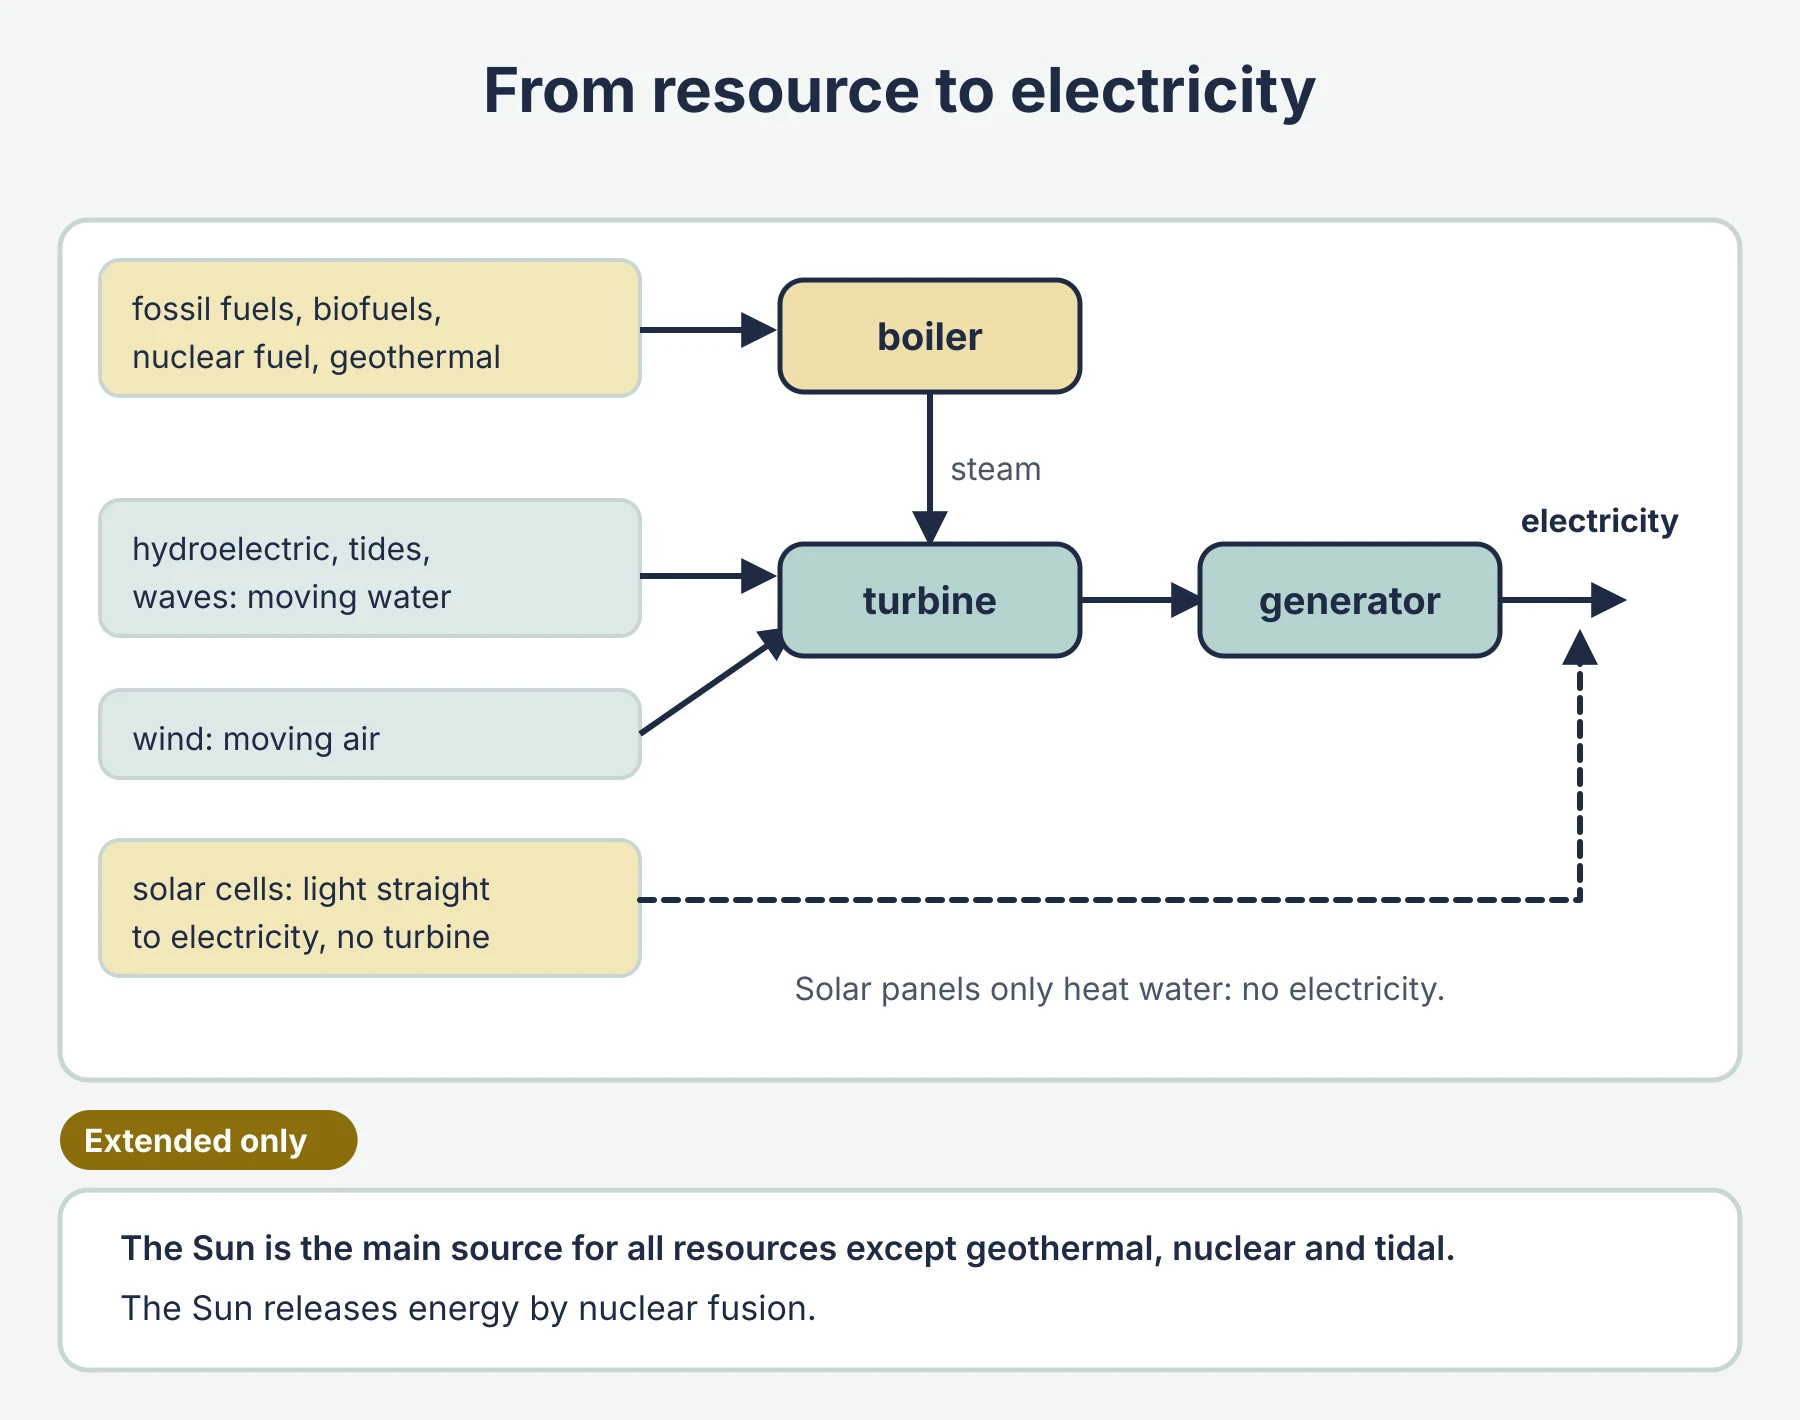 From resource to electricity
fossil fuels, biofuels,
nuclear fuel, geothermal
boiler
steam
hydroelectric, tides,
waves: moving water
turbine
generator
electricity
wind: moving air
solar cells: light straight
to electricity, no turbine
Solar panels only heat water: no electricity.
Extended only
The Sun is the main source for all resources except geothermal, nuclear and tidal.
The Sun releases energy by nuclear fusion.